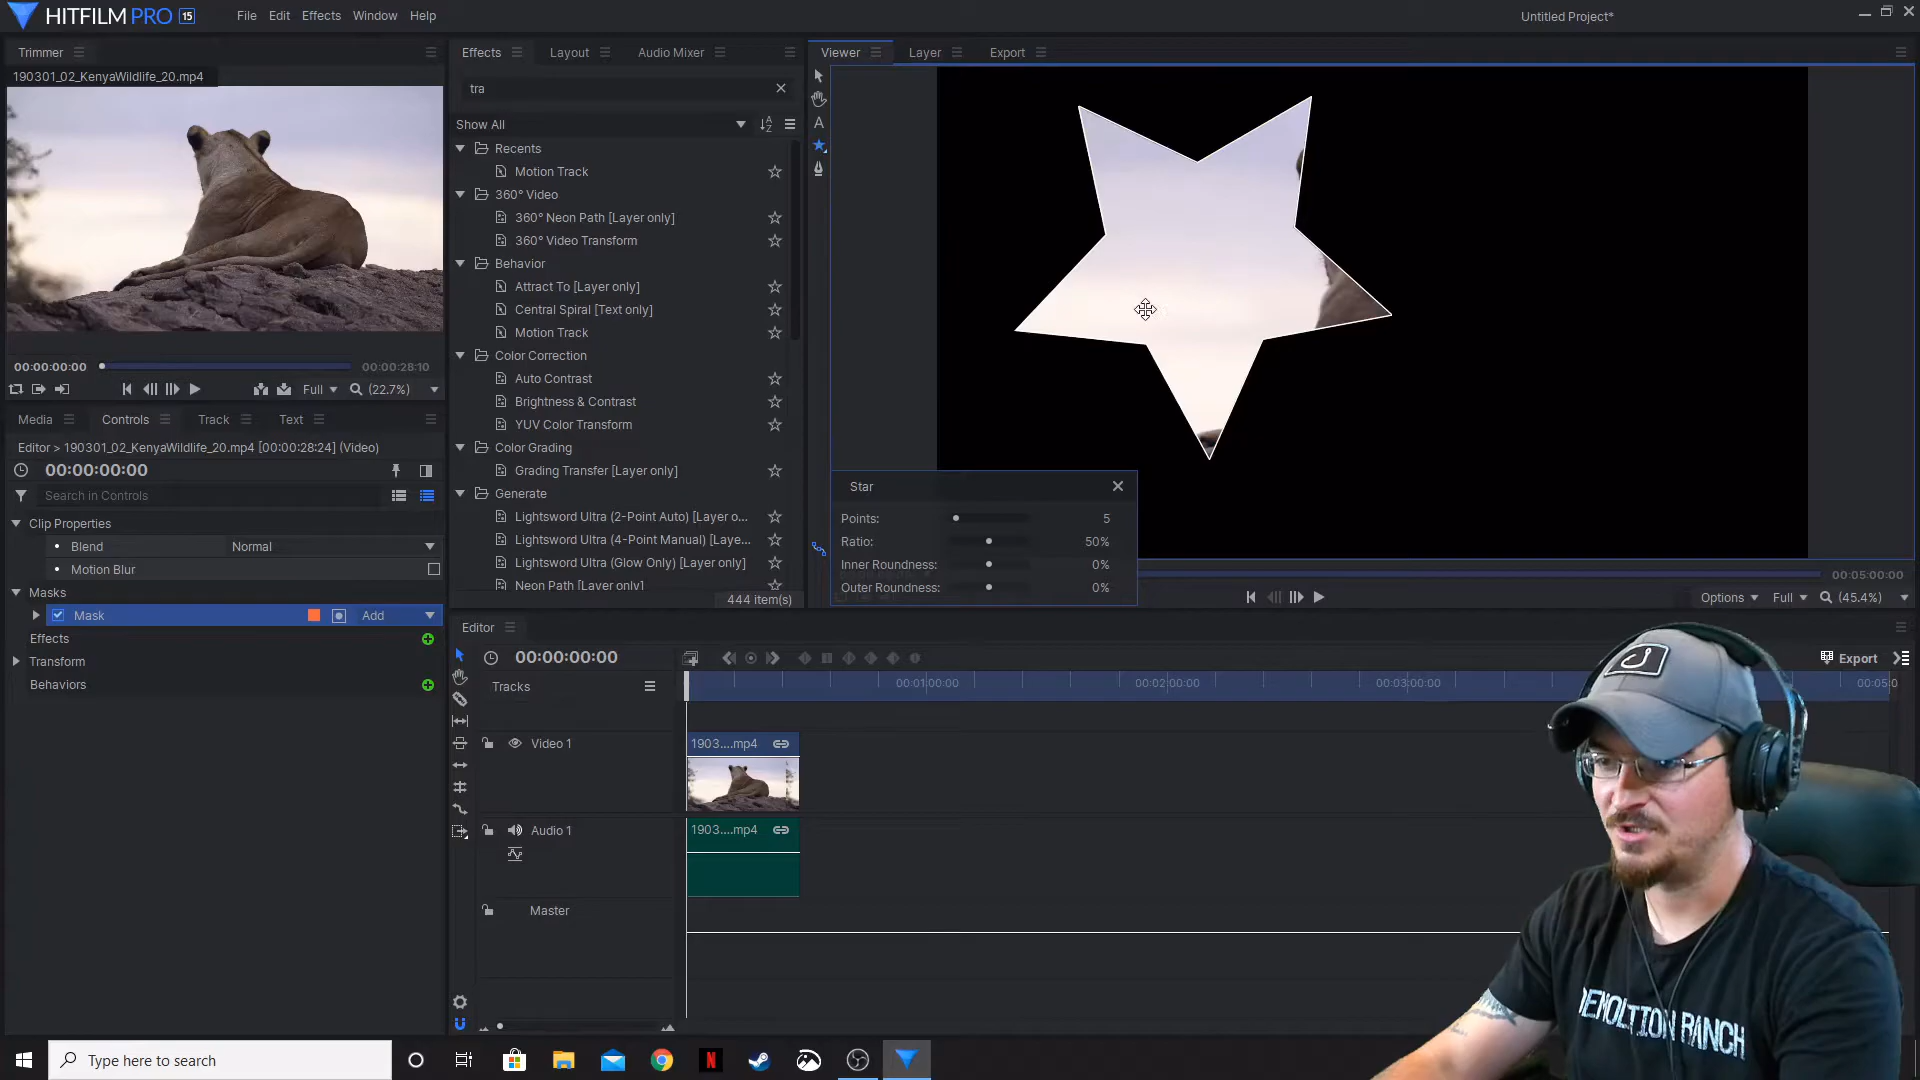 HITFILM PRO 15
File Edit Effects Window Help
Untitled Project*
Trimmer
190301_02_KenyaWildlife_20.mp4
00:00:00:00
00:00:28:10
Full
(22.7%)
Media Controls Track Text
Editor > 190301_02_KenyaWildlife_20.mp4 [00:00:28:24] (Video)
00:00:00:00
Search in Controls
Clip Properties
Blend Normal
Motion Blur
Masks
Mask Add
Effects
Transform
Behaviors
Effects Layout Audio Mixer
tra
Show All
Recents
Motion Track
360° Video
360° Neon Path [Layer only]
360° Video Transform
Behavior
Attract To [Layer only]
Central Spiral [Text only]
Motion Track
Color Correction
Auto Contrast
Brightness & Contrast
YUV Color Transform
Color Grading
Grading Transfer [Layer only]
Generate
Lightsword Ultra (2-Point Auto) [Layer o...
Lightsword Ultra (4-Point Manual) [Laye...
Lightsword Ultra (Glow Only) [Layer only]
Neon Path [Layer only]
444 item(s)
Viewer Layer Export
A
Star
Points: 5
Ratio: 50%
Inner Roundness: 0%
Outer Roundness: 0%
00:05:00:00
Options Full (45.4%)
Editor
00:00:00:00
Export
Tracks
00:01:00:00 00:02:00:00 00:03:00:00 00:05:0
Video 1
1903....mp4
Audio 1
1903....mp4
Master
DEMOLITION RANCH
Type here to search